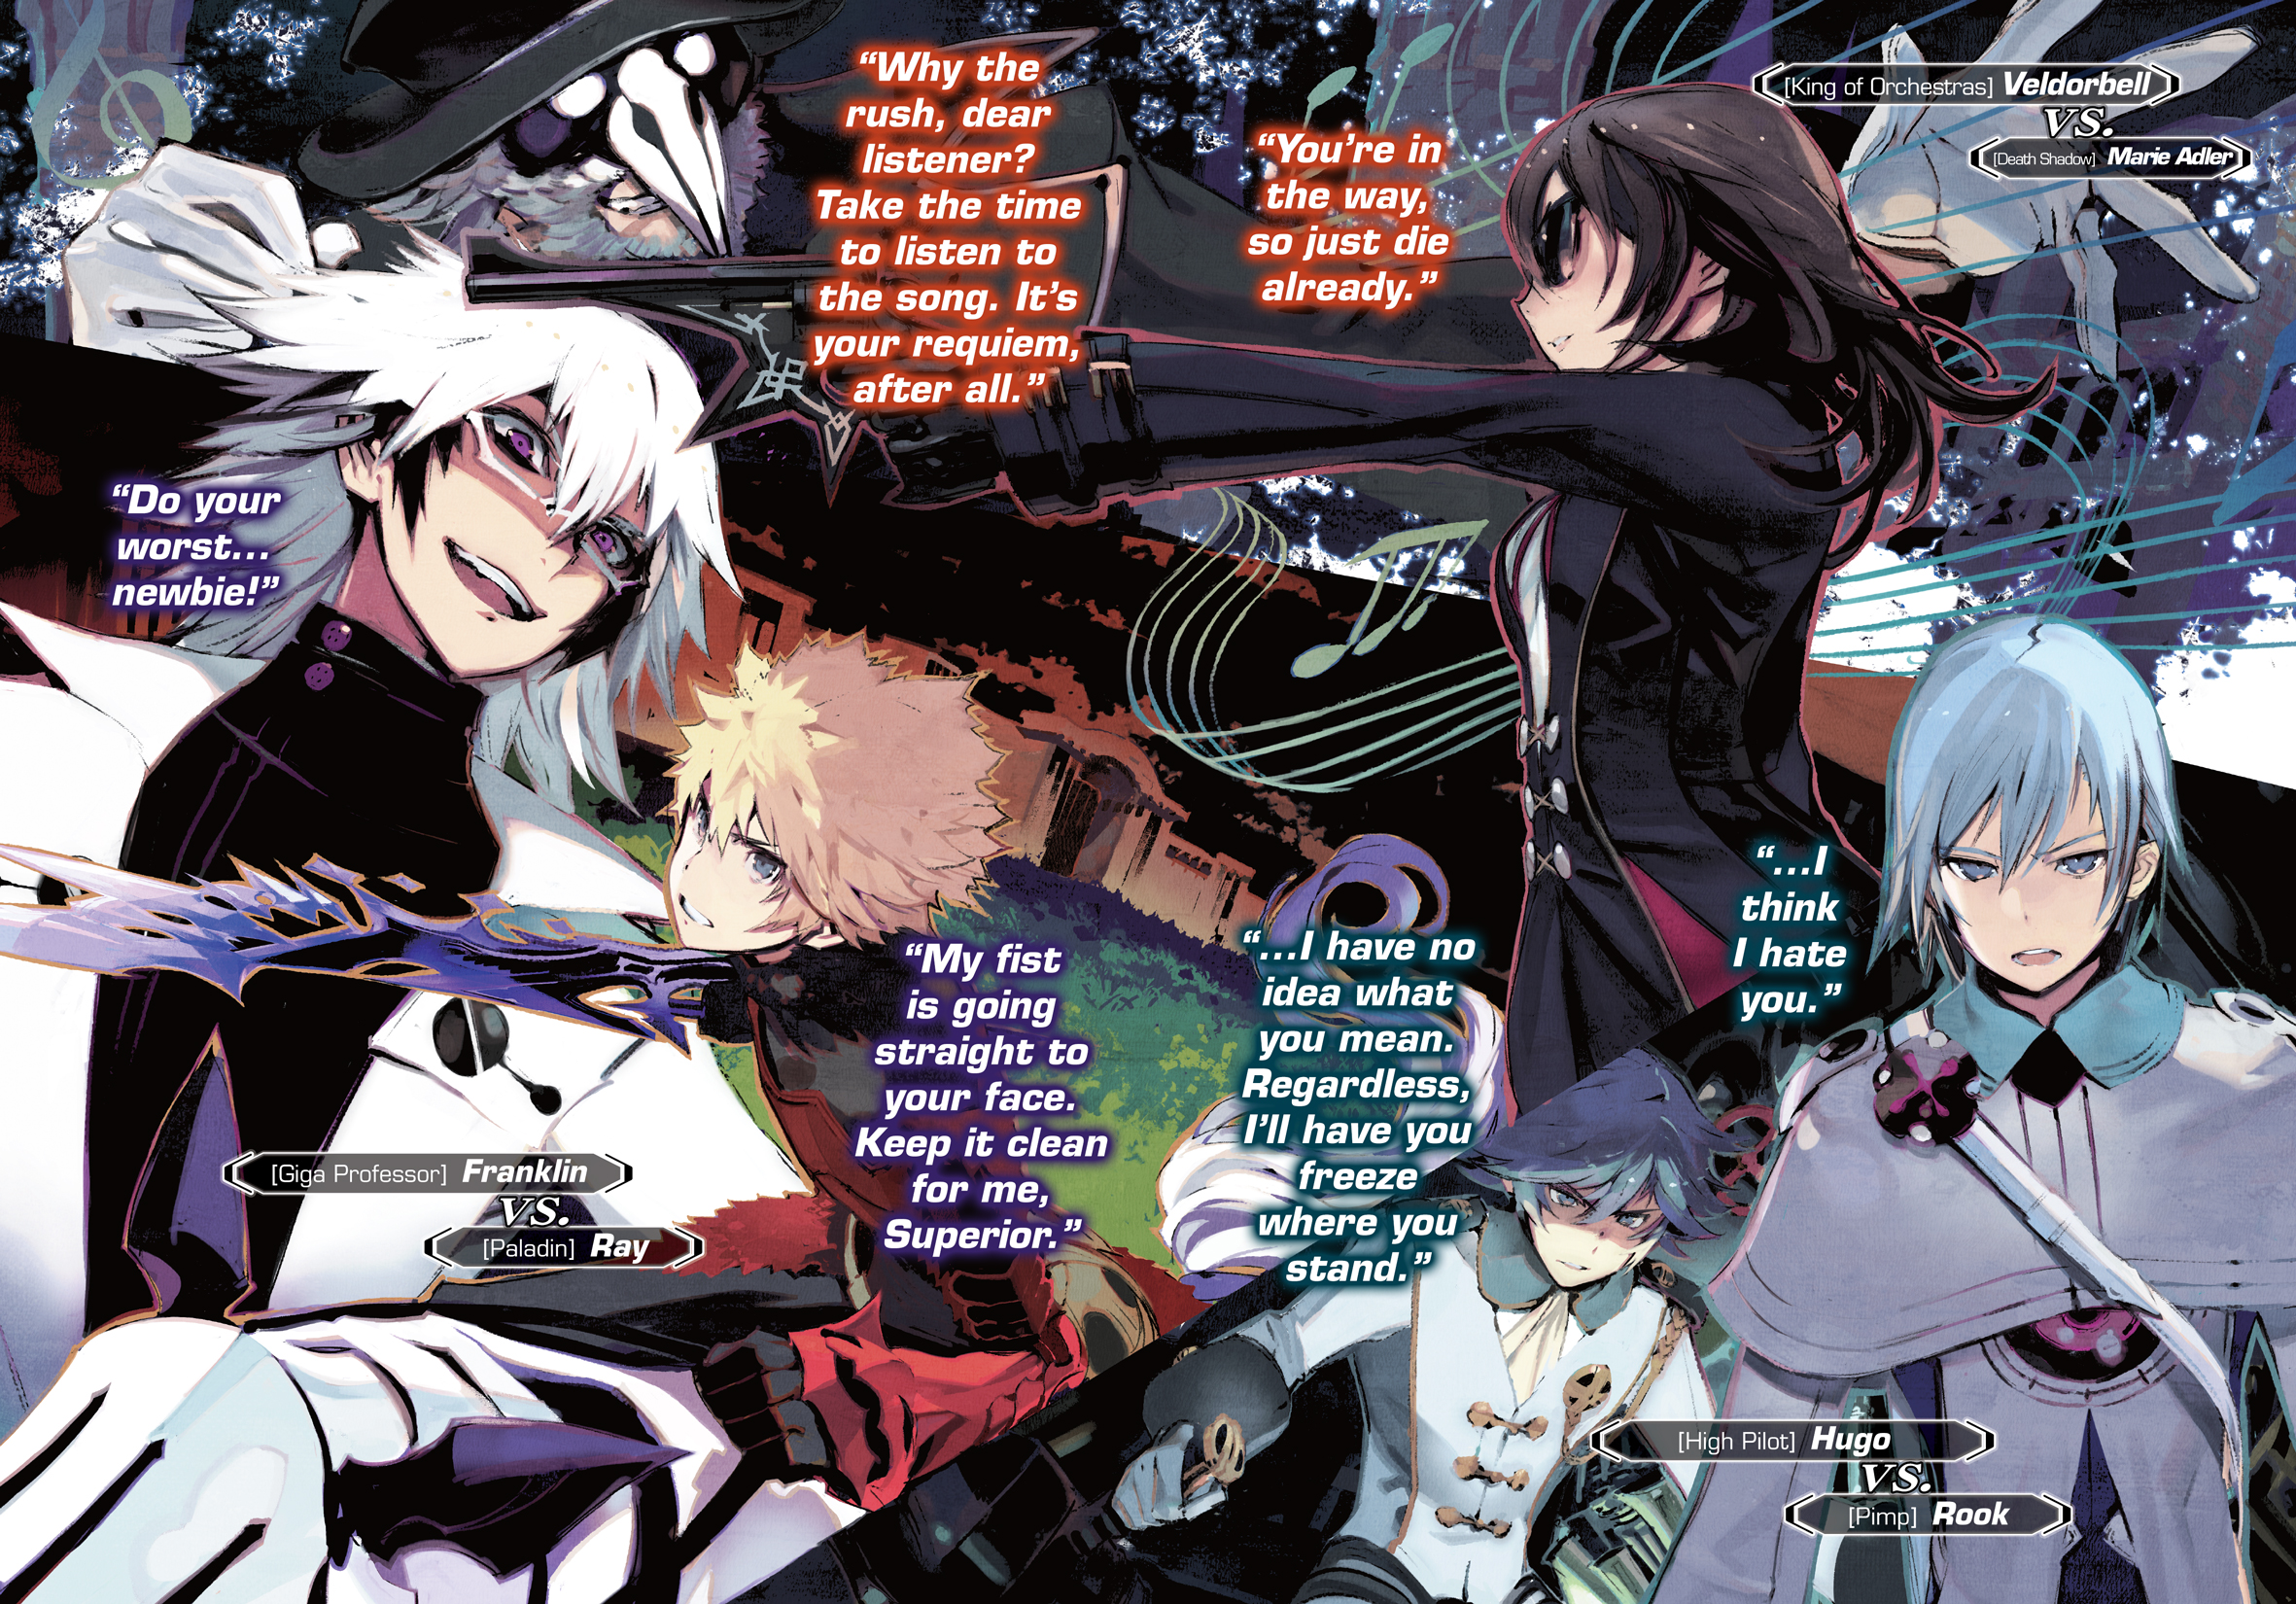 [King of Orchestras] Veldorbell
VS.
[Death Shadow] Marie Adler
“Why the
rush, dear
listener?
Take the time
to listen to
the song. It’s
your requiem,
after all.”
“You’re in
the way,
so just die
already.”
“Do your
worst...
newbie!”
“My fist
is going
straight to
your face.
Keep it clean
for me,
Superior.”
[Giga Professor] Franklin
VS.
[Paladin] Ray
“...I have no
idea what
you mean.
Regardless,
I’ll have you
freeze
where you
stand.”
“...I
think
I hate
you.”
[High Pilot] Hugo
VS.
[Pimp] Rook